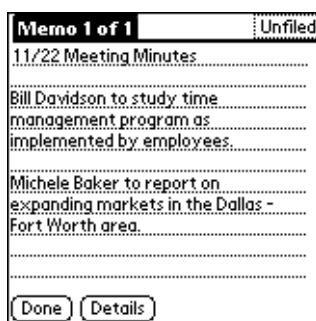 Memo 1 of 1
Unfiled
11/22 Meeting Minutes
Bill Davidson to study time
management program as
implemented by employees.
Michele Baker to report on
expanding markets in the Dallas -
Fort Worth area.
Done
Details